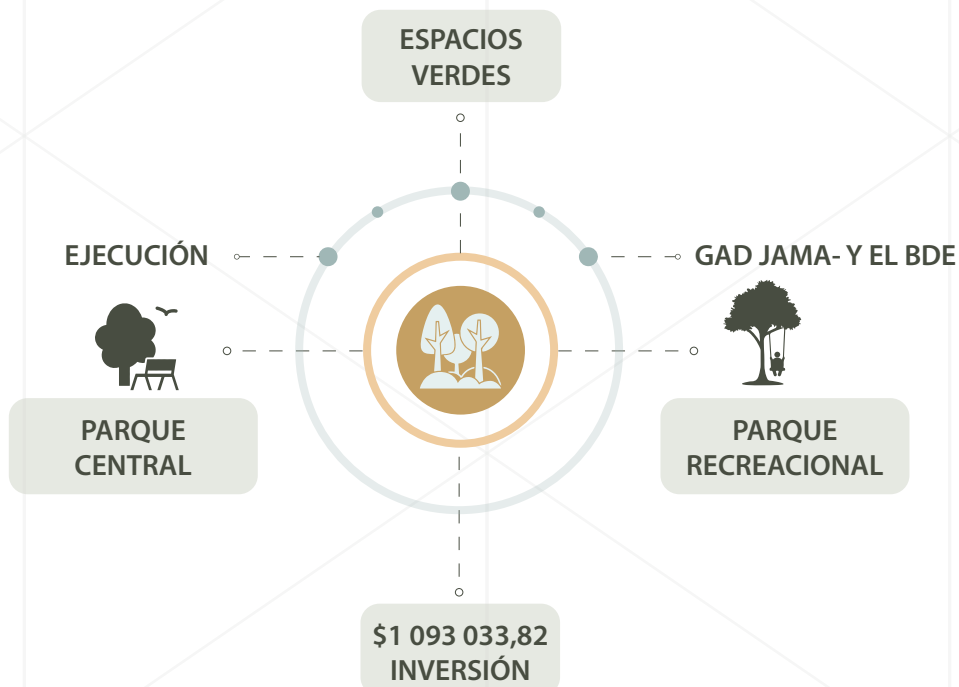 ESPACIOS
VERDES
EJECUCIÓN
GAD JAMA- Y EL BDE
PARQUE
CENTRAL
PARQUE
RECREACIONAL
$1 093 033,82
INVERSIÓN